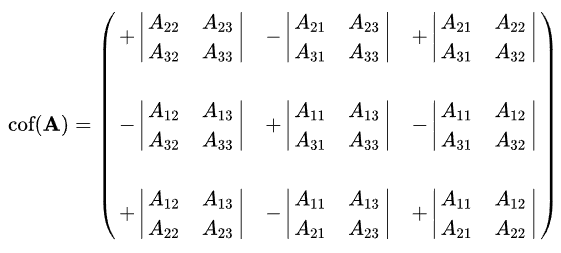 + | A₂₂ A₂₃ | − | A₂₁ A₂₃ | + | A₂₁ A₂₂ |
| A₃₂ A₃₃ | | A₃₁ A₃₃ | | A₃₁ A₃₂ |
cof(𝐀) = − | A₁₂ A₁₃ | + | A₁₁ A₁₃ | − | A₁₁ A₁₂ |
| A₃₂ A₃₃ | | A₃₁ A₃₃ | | A₃₁ A₃₂ |
+ | A₁₂ A₁₃ | − | A₁₁ A₁₃ | + | A₁₁ A₁₂ |
| A₂₂ A₂₃ | | A₂₁ A₂₃ | | A₂₁ A₂₂ |